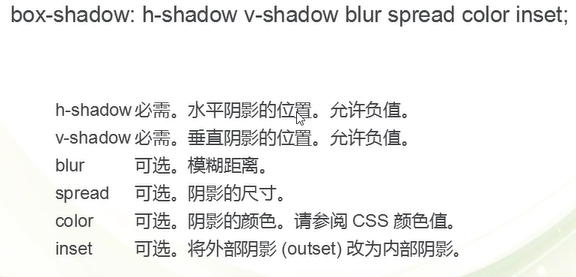 box-shadow: h-shadow v-shadow blur spread color inset;
h-shadow 必需。水平阴影的位置。允许负值。
v-shadow 必需。垂直阴影的位置。允许负值。
blur 可选。模糊距离。
spread 可选。阴影的尺寸。
color 可选。阴影的颜色。请参阅 CSS 颜色值。
inset 可选。将外部阴影 (outset) 改为内部阴影。